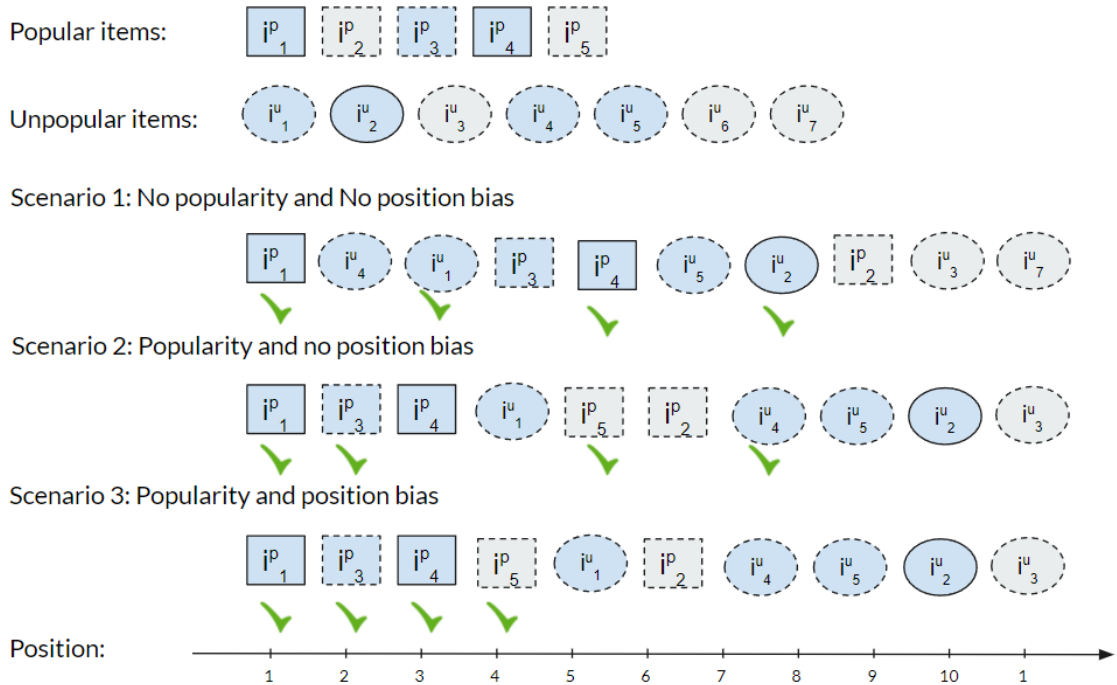 Popular items: i^p_1 i^p_2 i^p_3 i^p_4 i^p_5
Unpopular items: i^u_1 i^u_2 i^u_3 i^u_4 i^u_5 i^u_6 i^u_7
Scenario 1: No popularity and No position bias
i^p_1 i^u_4 i^u_1 i^p_3 i^p_4 i^u_5 i^u_2 i^p_2 i^u_3 i^u_7
Scenario 2: Popularity and no position bias
i^p_1 i^p_3 i^p_4 i^u_1 i^p_5 i^p_2 i^u_4 i^u_5 i^u_2 i^u_3
Scenario 3: Popularity and position bias
i^p_1 i^p_3 i^p_4 i^p_5 i^u_1 i^p_2 i^u_4 i^u_5 i^u_2 i^u_3
Position:
1 2 3 4 5 6 7 8 9 10 1